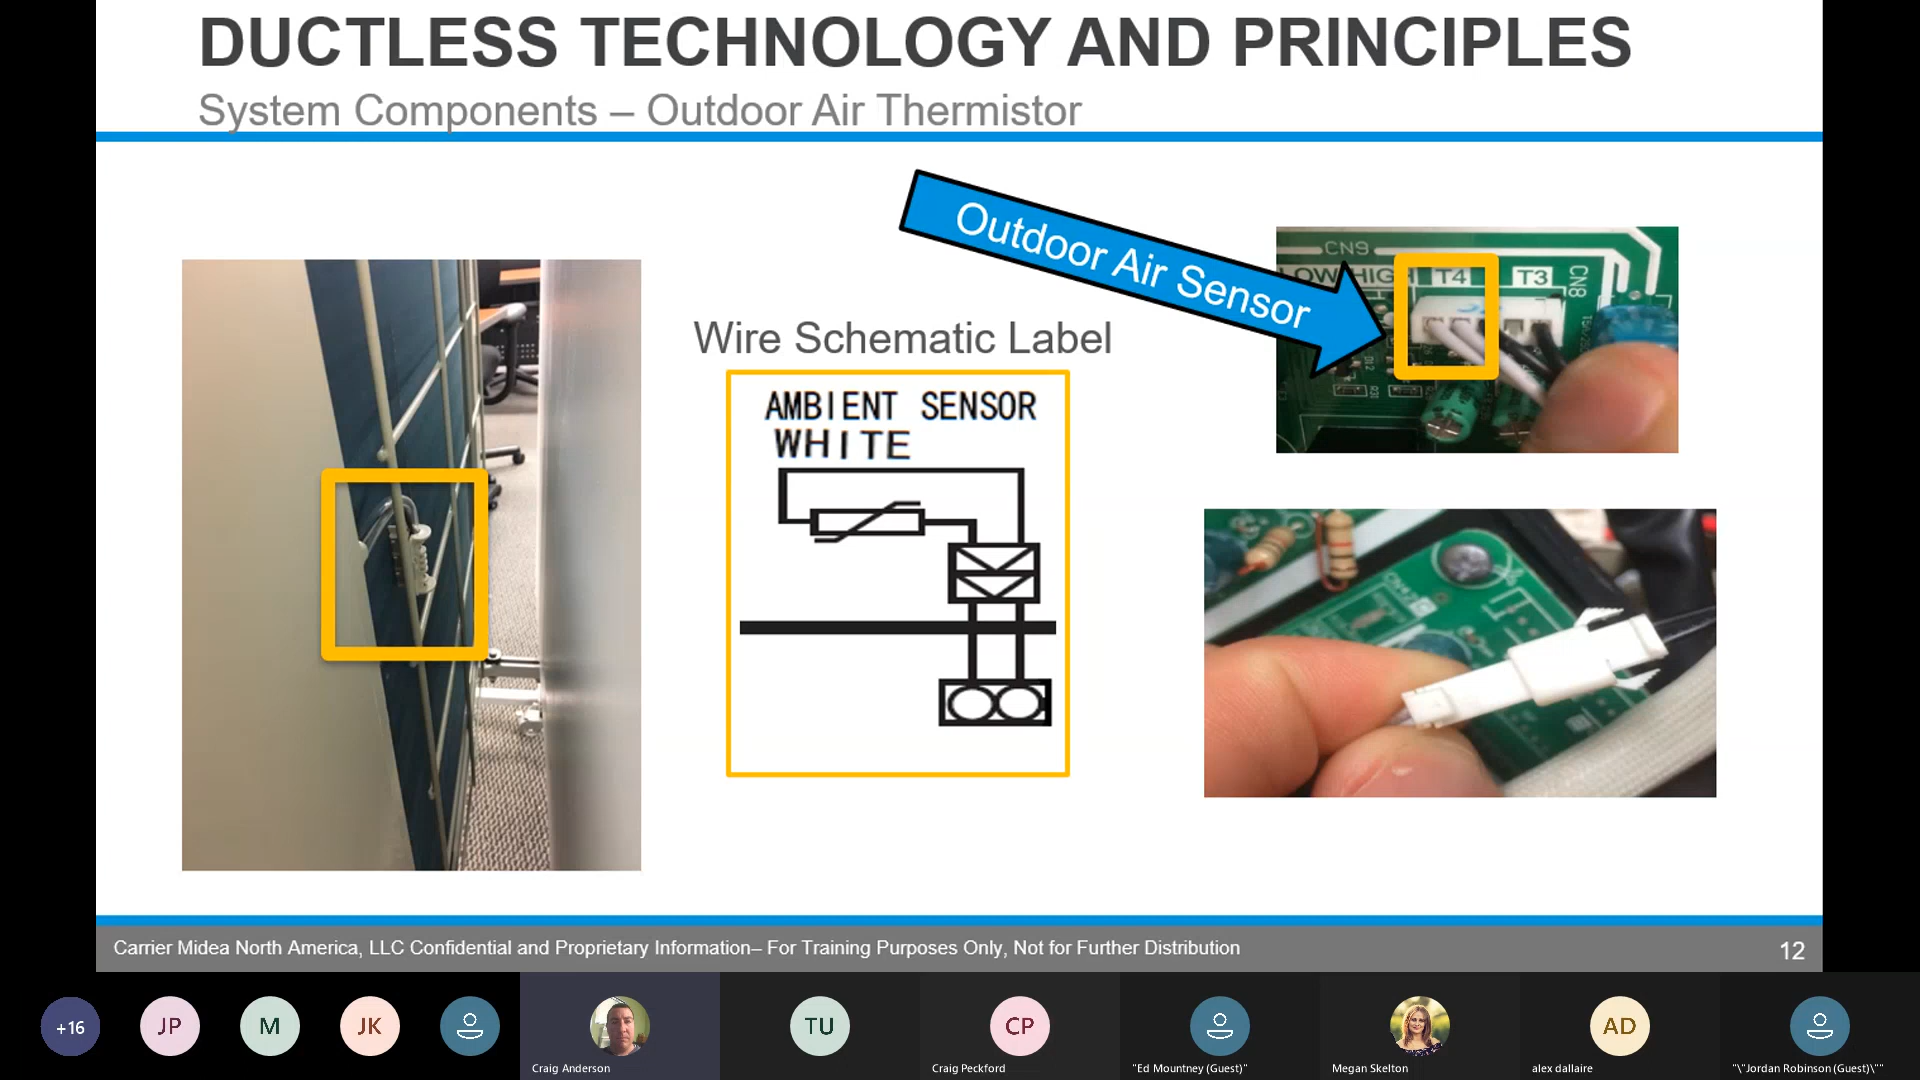 DUCTLESS TECHNOLOGY AND PRINCIPLES
System Components – Outdoor Air Thermistor
Outdoor Air Sensor
CN9
LOW HIGH T4 T3
CN8
Wire Schematic Label
AMBIENT SENSOR
WHITE
Carrier Midea North America, LLC Confidential and Proprietary Information– For Training Purposes Only, Not for Further Distribution
12
+16
JP
M
JK
Craig Anderson
TU
CP
Craig Peckford
"Ed Mountney (Guest)"
Megan Skelton
AD
alex dallaire
"\"Jordan Robinson (Guest)\""